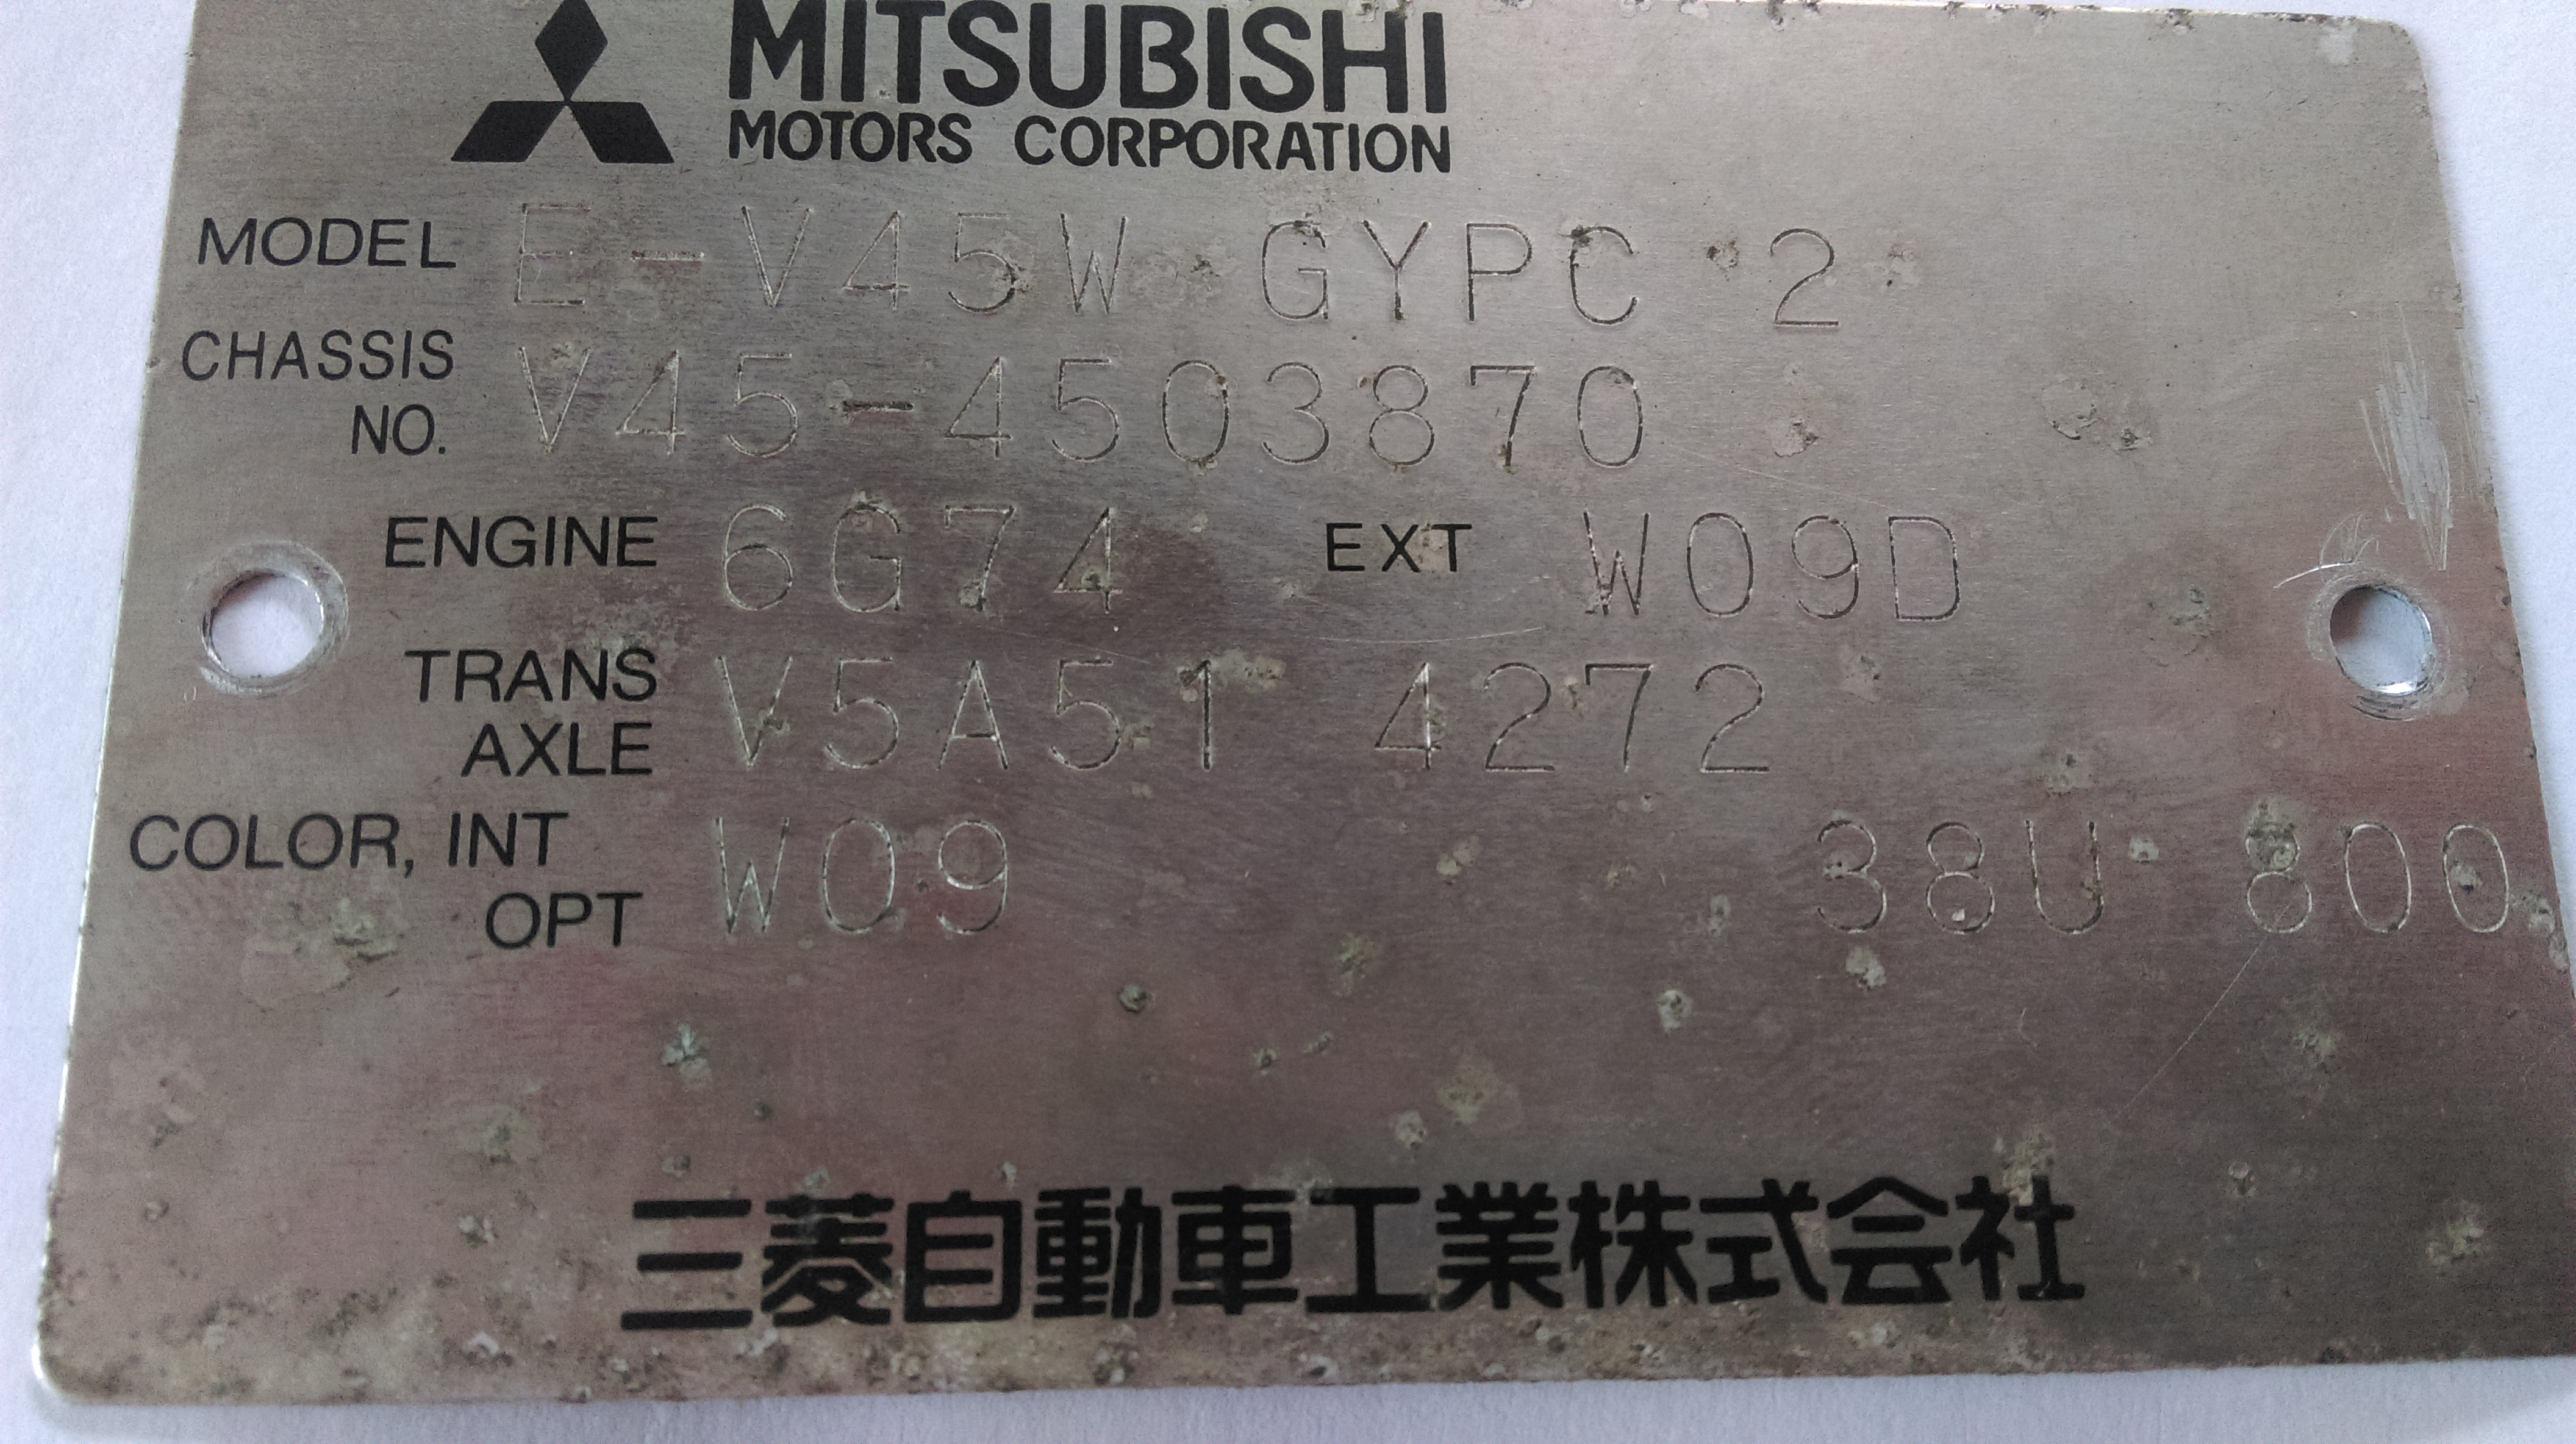 MITSUBISHI
MOTORS CORPORATION
MODEL E-V45W GYPC 2
CHASSIS NO. V45-4503870
ENGINE 6G74 EXT W09D
TRANS AXLE V5A51 4272
COLOR, INT OPT W09 38U 800
三菱自動車工業株式会社